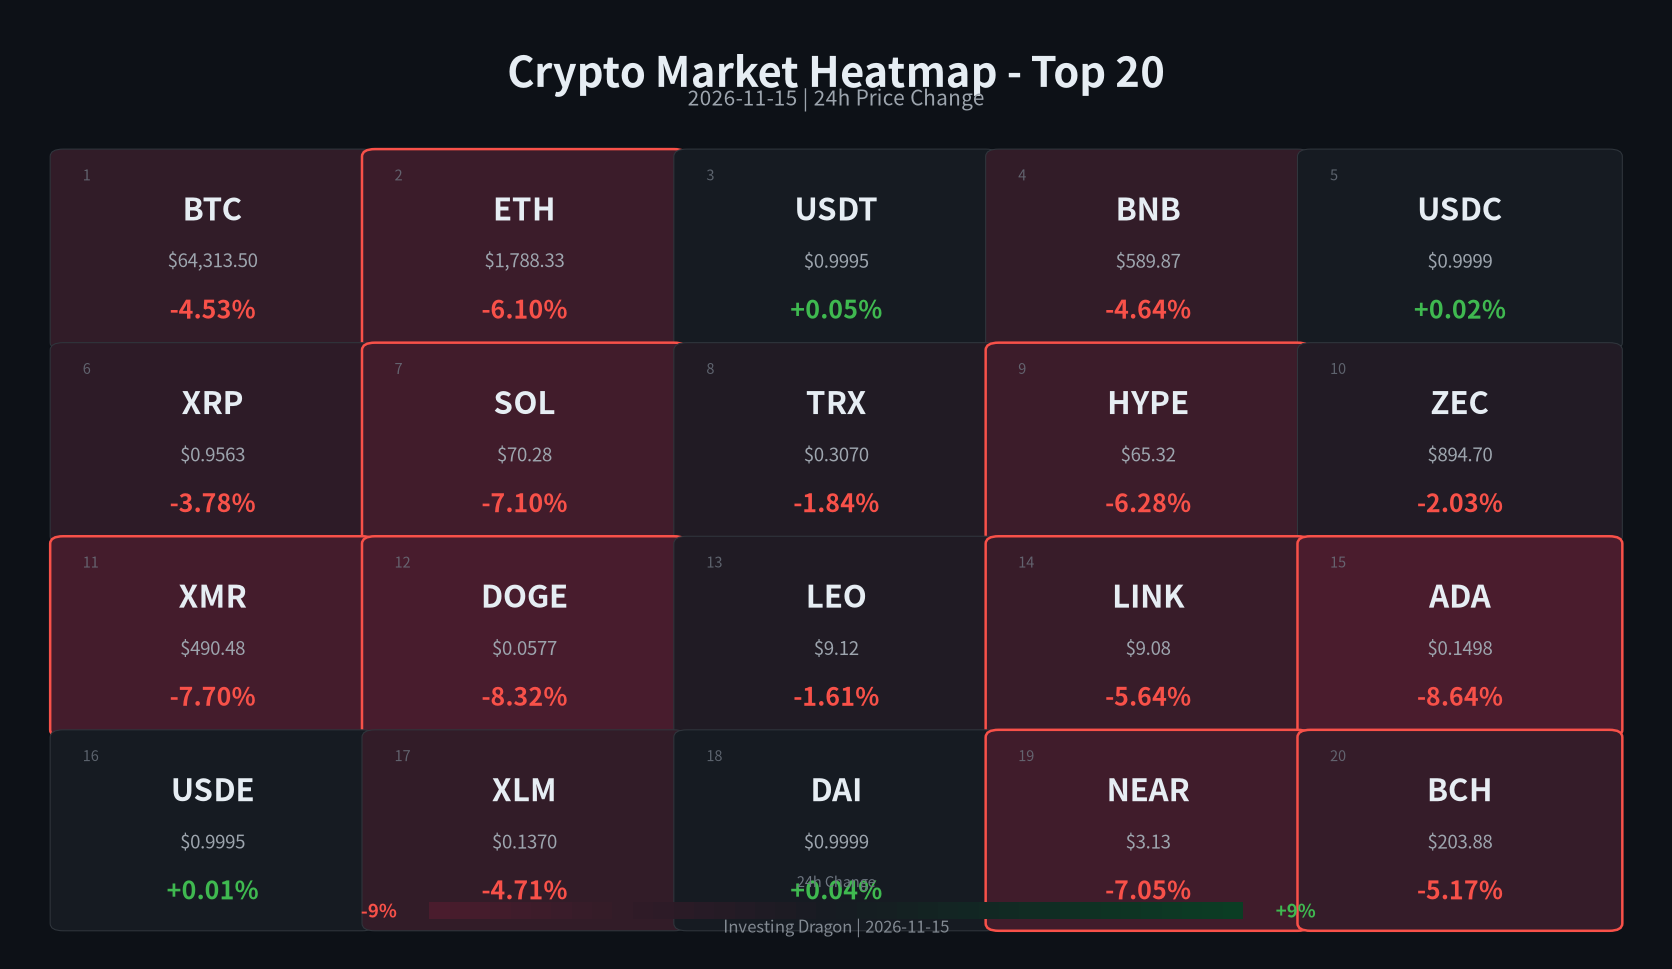 Crypto Market Heatmap - Top 20
2026-11-15 | 24h Price Change
1
BTC
$64,313.50
-4.53%
2
ETH
$1,788.33
-6.10%
3
USDT
$0.9995
+0.05%
4
BNB
$589.87
-4.64%
5
USDC
$0.9999
+0.02%
6
XRP
$0.9563
-3.78%
7
SOL
$70.28
-7.10%
8
TRX
$0.3070
-1.84%
9
HYPE
$65.32
-6.28%
10
ZEC
$894.70
-2.03%
11
XMR
$490.48
-7.70%
12
DOGE
$0.0577
-8.32%
13
LEO
$9.12
-1.61%
14
LINK
$9.08
-5.64%
15
ADA
$0.1498
-8.64%
16
USDE
$0.9995
+0.01%
17
XLM
$0.1370
-4.71%
18
DAI
$0.9999
+0.04%
19
NEAR
$3.13
-7.05%
20
BCH
$203.88
-5.17%
24h Change
-9%
+9%
Investing Dragon | 2026-11-15